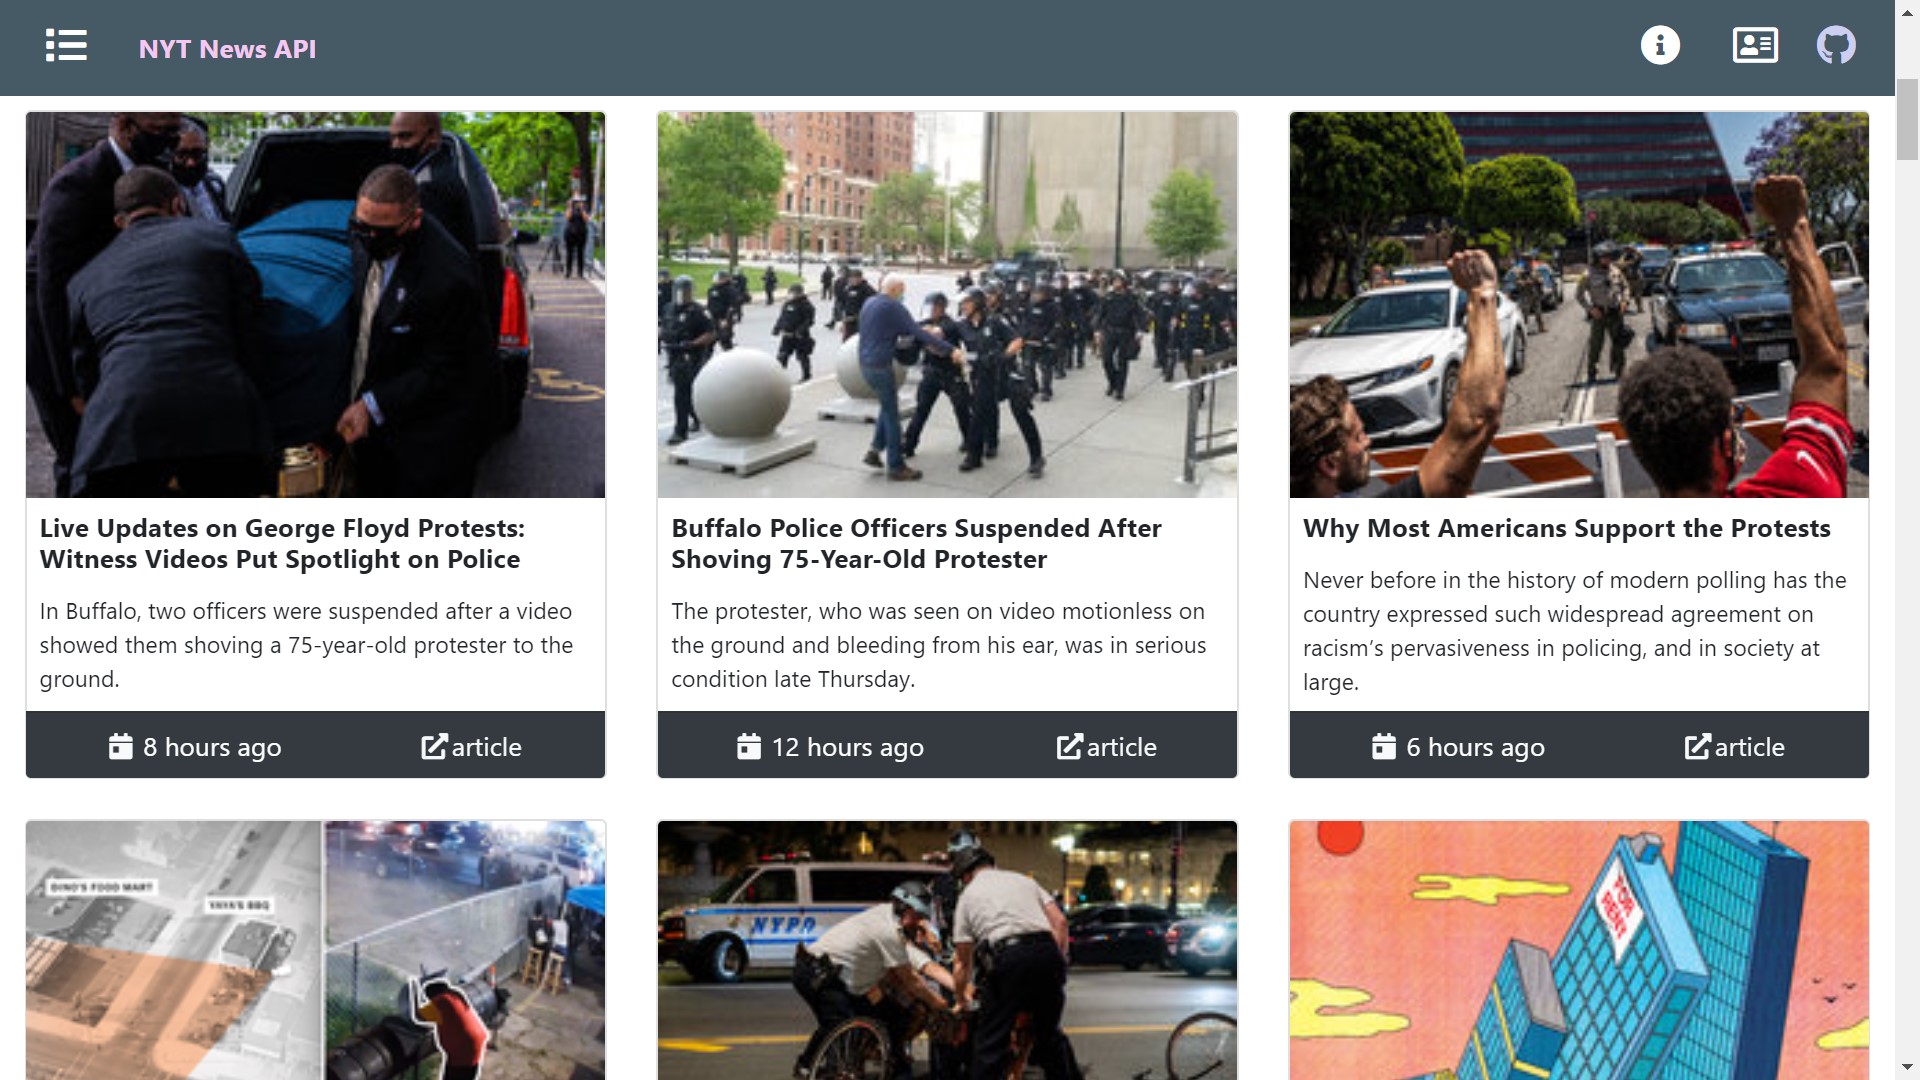 NYT News API
Live Updates on George Floyd Protests:
Witness Videos Put Spotlight on Police
In Buffalo, two officers were suspended after a video
showed them shoving a 75-year-old protester to the
ground.
8 hours ago
article
Buffalo Police Officers Suspended After
Shoving 75-Year-Old Protester
The protester, who was seen on video motionless on
the ground and bleeding from his ear, was in serious
condition late Thursday.
12 hours ago
article
Why Most Americans Support the Protests
Never before in the history of modern polling has the
country expressed such widespread agreement on
racism’s pervasiveness in policing, and in society at
large.
6 hours ago
article
DINO'S FOOD MART
YAYA'S BBQ
NYPD
FOR
RENT